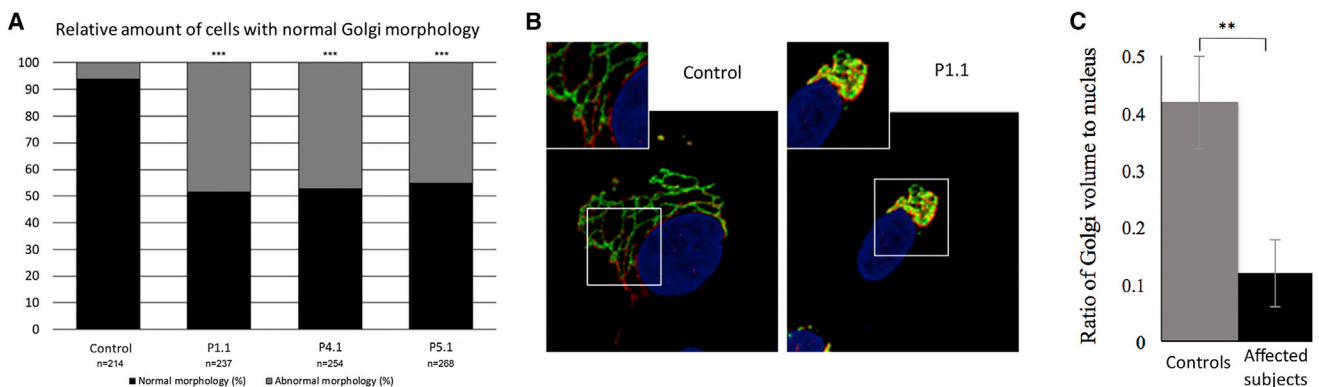 A
Relative amount of cells with normal Golgi morphology
*** *** ***
100
90
80
70
60
50
40
30
20
10
0
Control P1.1 P4.1 P5.1
n=214 n=237 n=254 n=268
Normal morphology (%) Abnormal morphology (%)
B
Control
P1.1
C
**
Ratio of Golgi volume to nucleus
0.5
0.4
0.3
0.2
0.1
0
Controls Affected
subjects